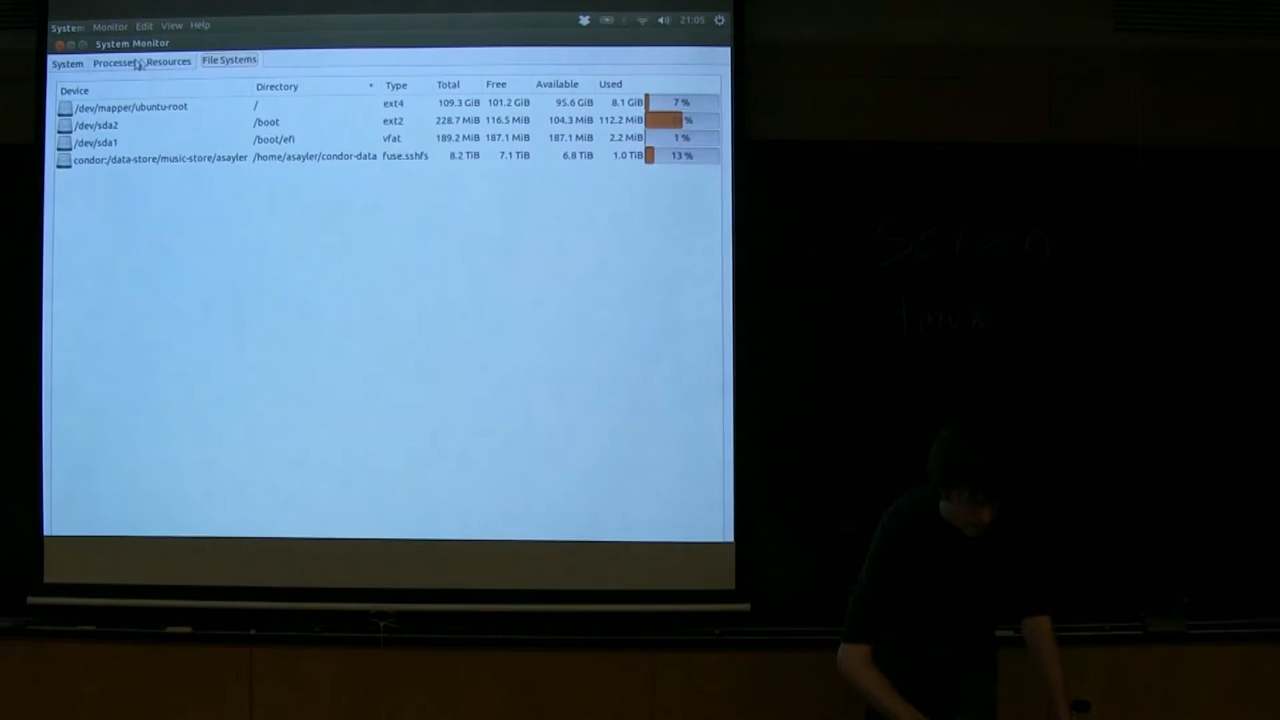 System Monitor Edit View Help 21:05
System Monitor
System Processes Resources File Systems
Device Directory Type Total Free Available Used
/dev/mapper/ubuntu-root / ext4 109.3 GiB 101.2 GiB 95.6 GiB 8.1 GiB 7 %
/dev/sda2 /boot ext2 228.7 MiB 116.5 MiB 104.3 MiB 112.2 MiB %
/dev/sda1 /boot/efi vfat 189.2 MiB 187.1 MiB 187.1 MiB 2.2 MiB 1 %
condor:/data-store/music-store/asayler /home/asayler/condor-data fuse.sshfs 8.2 TiB 7.1 TiB 6.8 TiB 1.0 TiB 13 %
Screen
tmux